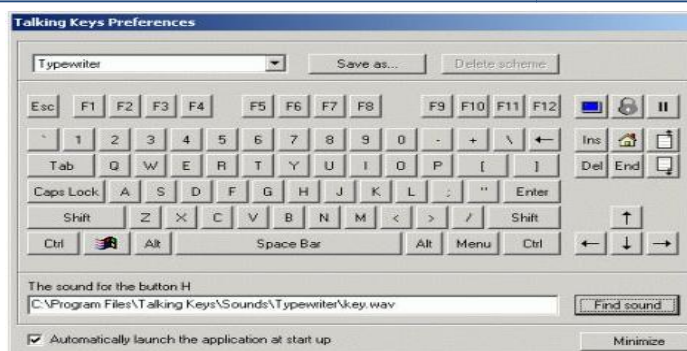 Talking Keys Preferences
Typewriter Save as... Delete scheme
Esc F1 F2 F3 F4 F5 F6 F7 F8 F9 F10 F11 F12
` 1 2 3 4 5 6 7 8 9 0 - + \ ← Ins
Tab Q W E R T Y U I O P [ ] Del End
Caps Lock A S D F G H J K L ; " Enter
Shift Z X C V B N M < > / Shift ↑
Ctrl Alt Space Bar Alt Menu Ctrl ← ↓ →
The sound for the button H
C:\Program Files\Talking Keys\Sounds\Typewriter\key.wav Find sound
Automatically launch the application at start up Minimize